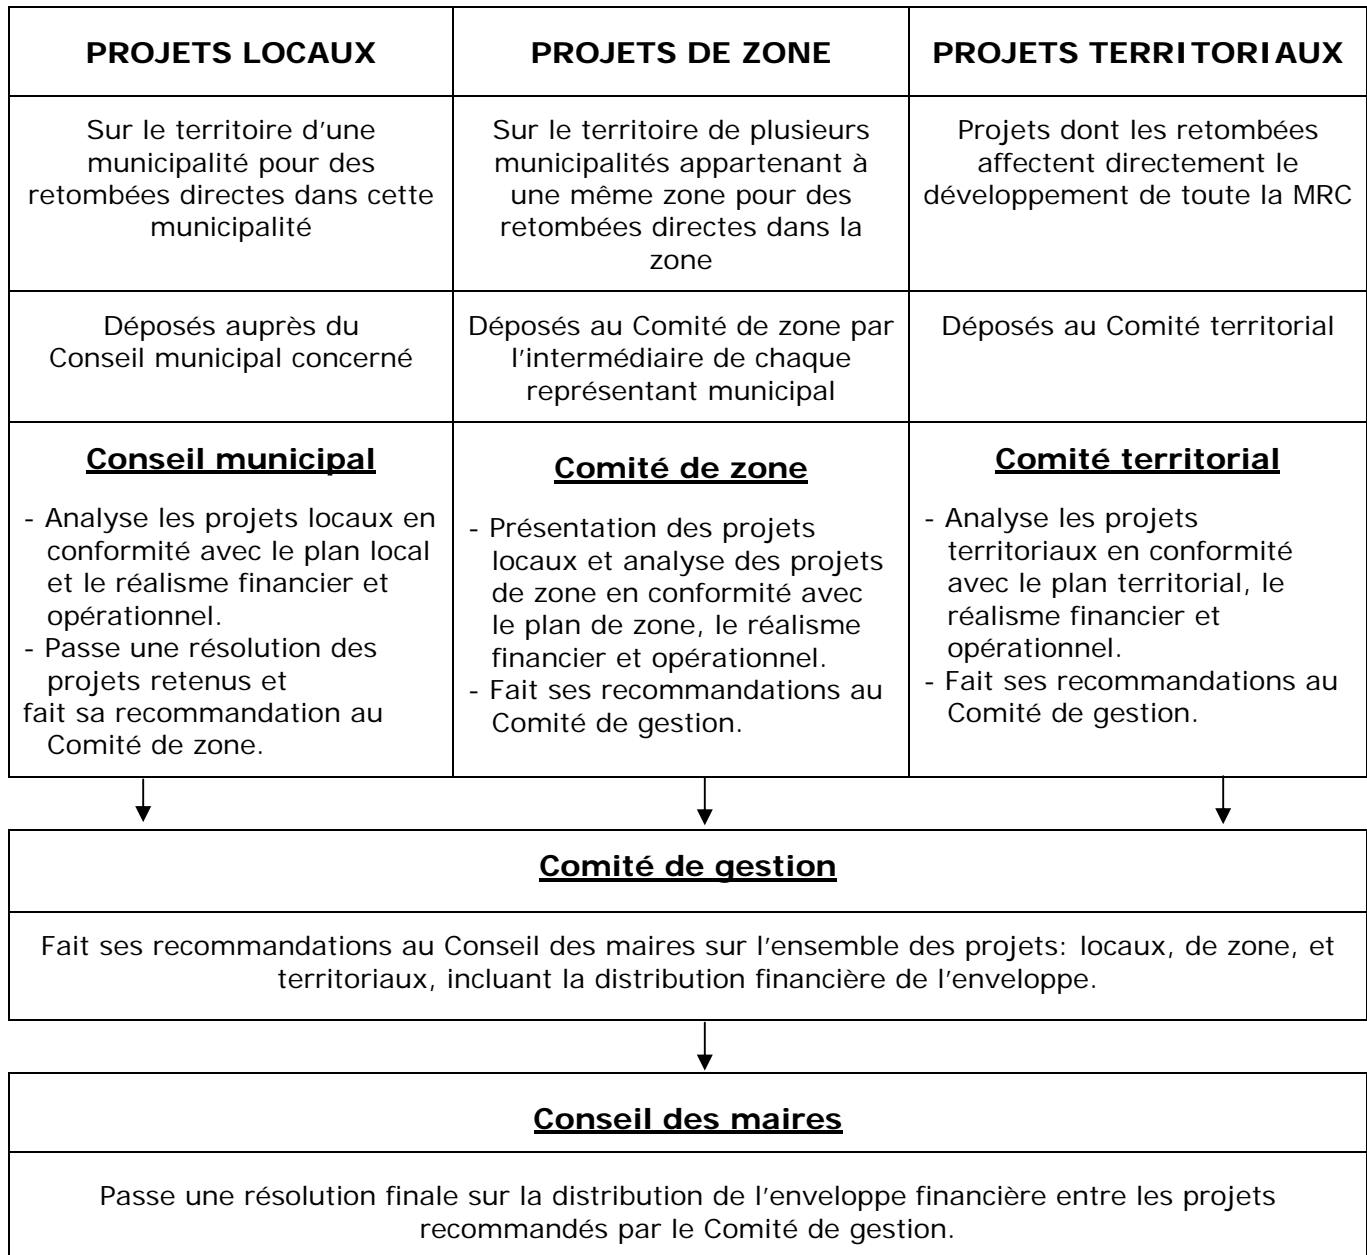 PROJETS LOCAUX
PROJETS DE ZONE
PROJETS TERRITORIAUX
Sur le territoire d'une
municipalité pour des
retombées directes dans cette
municipalité
Sur le territoire de plusieurs
municipalités appartenant à
une même zone pour des
retombées directes dans la
zone
Projets dont les retombées
affectent directement le
développement de toute la MRC
Déposés auprès du
Conseil municipal concerné
Déposés au Comité de zone par
l'intermédiaire de chaque
représentant municipal
Déposés au Comité territorial
Conseil municipal
- Analyse les projets locaux en
conformité avec le plan local
et le réalisme financier et
opérationnel.
- Passe une résolution des
projets retenus et
fait sa recommandation au
Comité de zone.
Comité de zone
- Présentation des projets
locaux et analyse des projets
de zone en conformité avec
le plan de zone, le réalisme
financier et opérationnel.
- Fait ses recommandations au
Comité de gestion.
Comité territorial
- Analyse les projets
territoriaux en conformité
avec le plan territorial, le
réalisme financier et
opérationnel.
- Fait ses recommandations au
Comité de gestion.
Comité de gestion
Fait ses recommandations au Conseil des maires sur l'ensemble des projets: locaux, de zone, et
territoriaux, incluant la distribution financière de l'enveloppe.
Conseil des maires
Passe une résolution finale sur la distribution de l'enveloppe financière entre les projets
recommandés par le Comité de gestion.